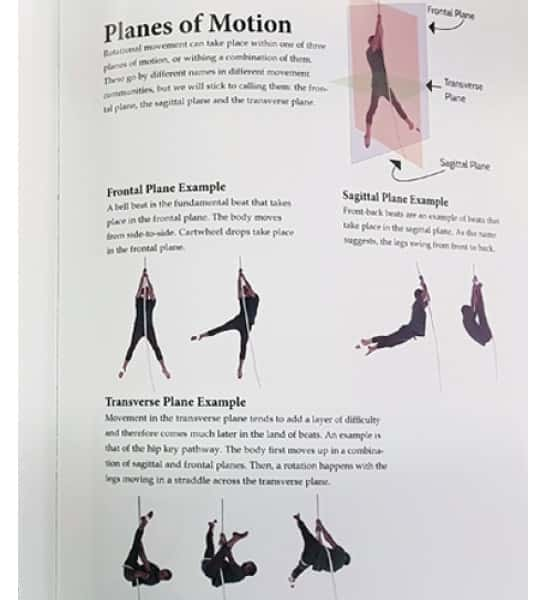 Planes of Motion
Rotational movement can take place within one of three
planes of motion, or withing a combination of them.
These go by different names in different movement
communities, but we will stick to calling them: the fron-
tal plane, the sagittal plane and the transverse plane.
Frontal Plane
Transverse
Plane
Sagittal Plane
Frontal Plane Example
A bell beat is the fundamental beat that takes
place in the frontal plane. The body moves
from side-to-side. Cartwheel drops take place
in the frontal plane.
Sagittal Plane Example
Front-back beats are an example of beats that
take place in the sagittal plane. As the name
suggests, the legs swing from front to back.
Transverse Plane Example
Movement in the transverse plane tends to add a layer of difficulty
and therefore comes much later in the land of beats. An example is
that of the hip key pathway. The body first moves up in a combina-
tion of sagittal and frontal planes. Then, a rotation happens with the
legs moving in a straddle across the transverse plane.